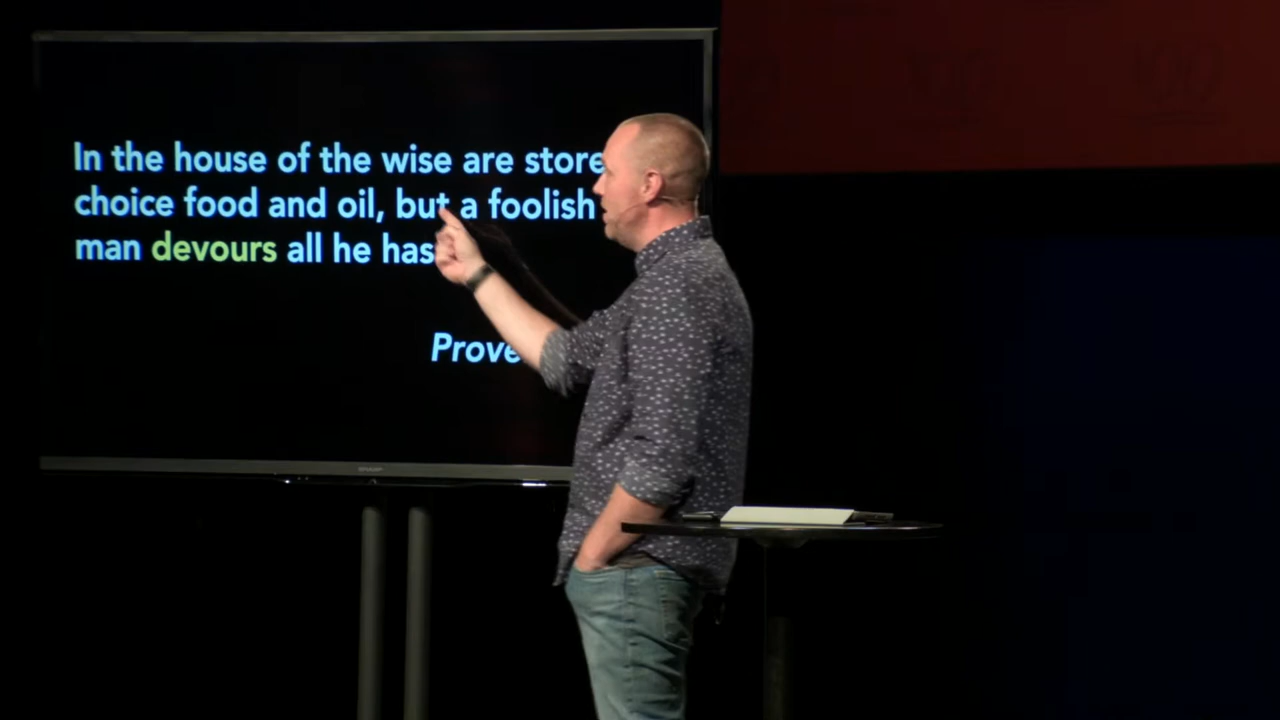 In the house of the wise are store
choice food and oil, but a foolish
man devours all he has
Prove
SHARP